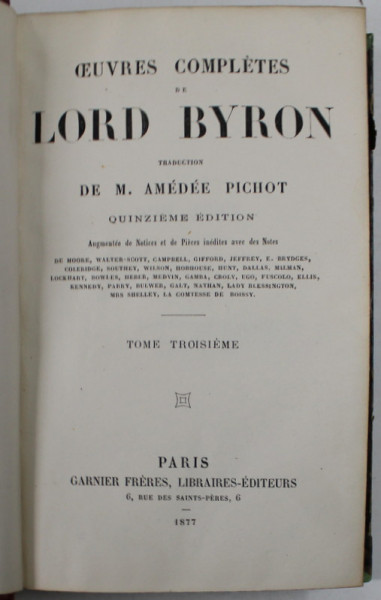 ŒUVRES COMPLÈTES
DE
LORD BYRON
TRADUCTION
DE M. AMÉDÉE PICHOT
QUINZIÈME ÉDITION
Augmentée de Notices et de Pièces inédites avec des Notes
DE MOORE, WALTER-SCOTT, CAMPBELL, GIFFORD, JEFFREY, E. BRYDGES,
COLERIDGE, SOUTHEY, WILSON, HOBHOUSE, HUNT, DALLAS, MILMAN,
LOCKHART, BOWLES, HEBER, MEDVIN, GAMBA, CROLY, UGO, FUSCOLO, ELLIS,
KENNEDY, PARRY, BULWER, GALT, NATHAN, LADY BLESSINGTON,
MRS SHELLEY, LA COMTESSE DE BOISSY.
TOME TROISIÉME
PARIS
GARNIER FRÈRES, LIBRAIRES-ÉDITEURS
6, RUE DES SAINTS-PÈRES, 6
1877